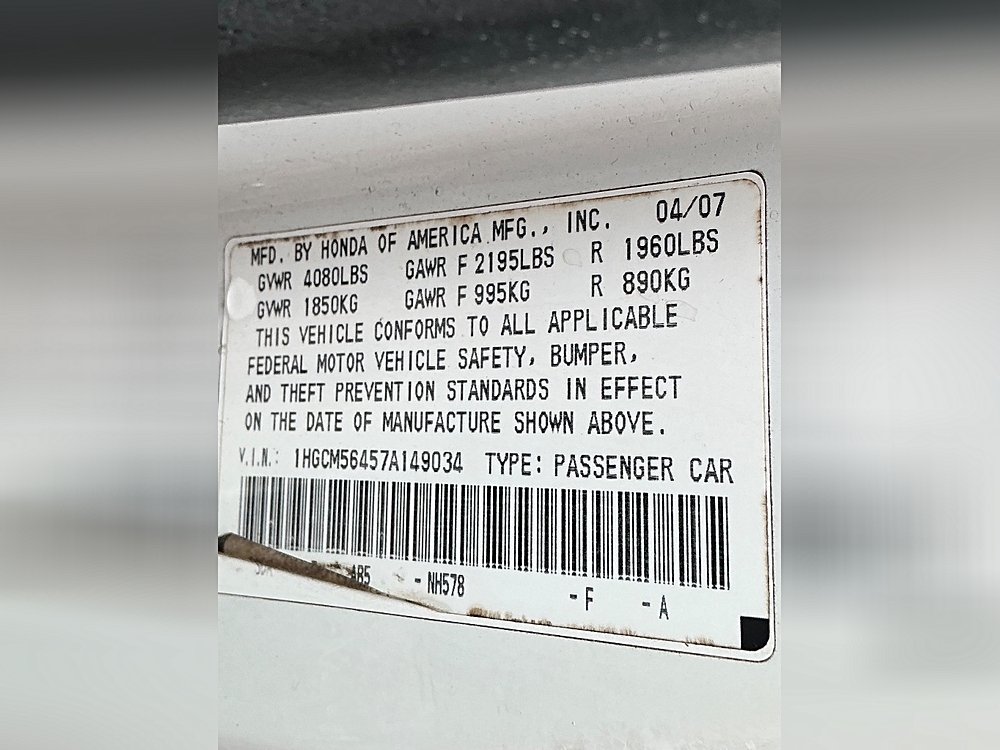 MFD. BY HONDA OF AMERICA MFG., INC. 04/07
GVWR 4080LBS GAWR F 2195LBS R 1960LBS
GVWR 1850KG GAWR F 995KG R 890KG
THIS VEHICLE CONFORMS TO ALL APPLICABLE
FEDERAL MOTOR VEHICLE SAFETY, BUMPER,
AND THEFT PREVENTION STANDARDS IN EFFECT
ON THE DATE OF MANUFACTURE SHOWN ABOVE.
V.I.N.: 1HGCM56457A149034 TYPE: PASSENGER CAR
-NH578 -F -A